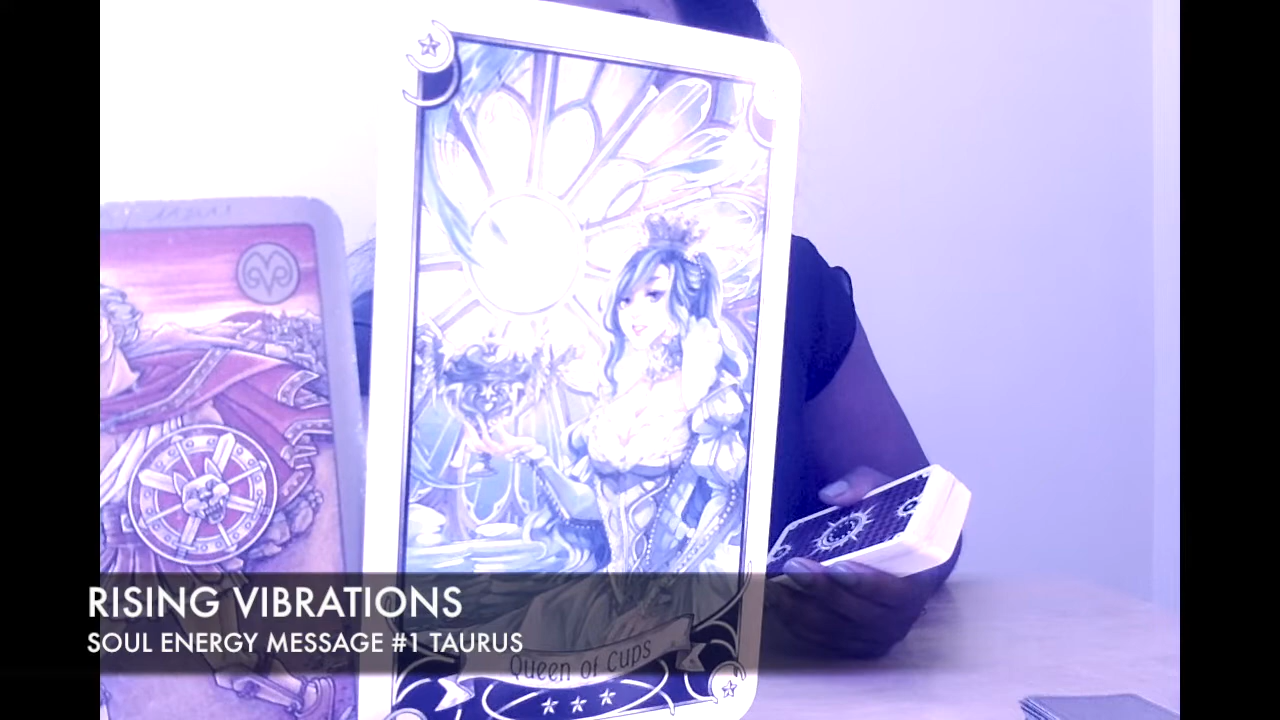 Queen of Cups
RISING VIBRATIONS
SOUL ENERGY MESSAGE #1 TAURUS